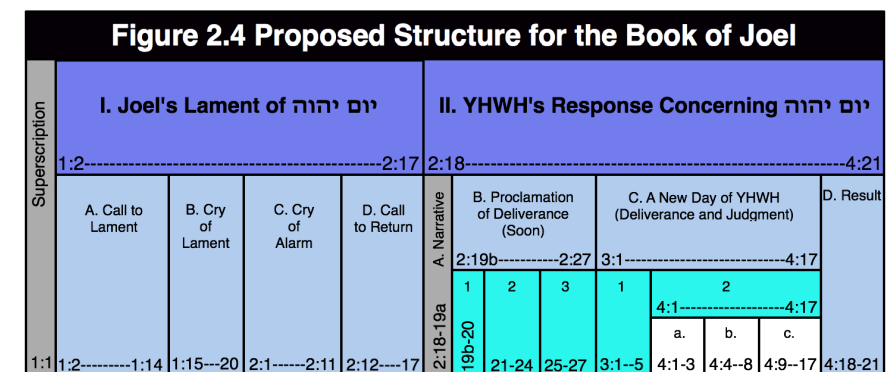 Figure 2.4 Proposed Structure for the Book of Joel
Superscription
1:1
I. Joel's Lament of יום יהוה
1:2-----------------------------------------------2:17
II. YHWH's Response Concerning יום יהוה
2:18------------------------------------------------------------4:21
A. Call to
Lament
1:2---------1:14
B. Cry
of
Lament
1:15---20
C. Cry
of
Alarm
2:1------2:11
D. Call
to Return
2:12----17
A. Narrative
2:18-19a
B. Proclamation
of Deliverance
(Soon)
2:19b-----------2:27
1
19b-20
2
21-24
3
25-27
C. A New Day of YHWH
(Deliverance and Judgment)
3:1-------------------------4:17
1
3:1--5
2
4:1--------------------4:17
a.
4:1-3
b.
4:4--8
c.
4:9--17
D. Result
4:18-21